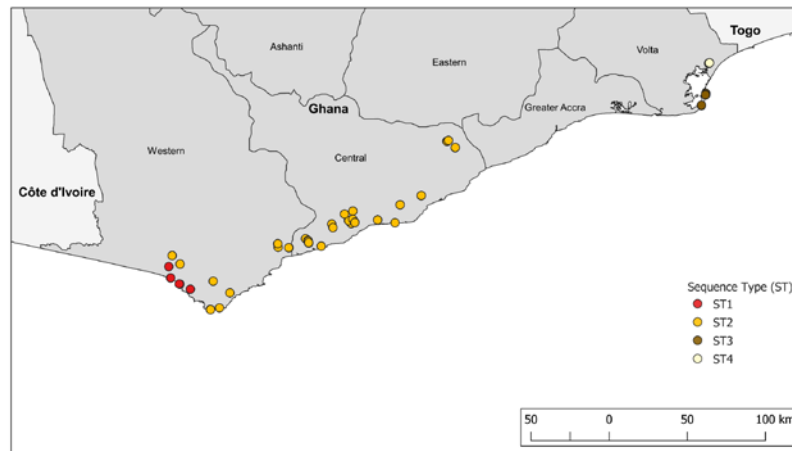 Togo
Ashanti
Eastern
Volta
Ghana
Greater Accra
Western
Central
Côte d'Ivoire
Sequence Type (ST)
ST1
ST2
ST3
ST4
50 0 50 100 km